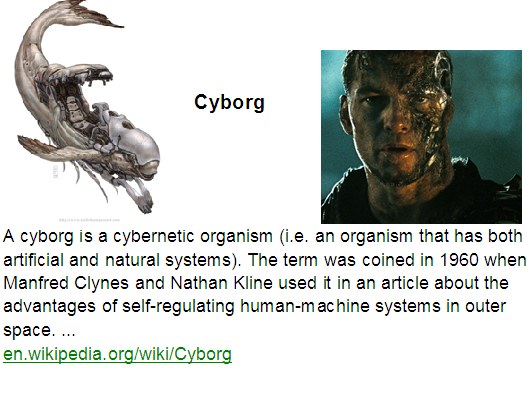 Cyborg
A cyborg is a cybernetic organism (i.e. an organism that has both
artificial and natural systems). The term was coined in 1960 when
Manfred Clynes and Nathan Kline used it in an article about the
advantages of self-regulating human-machine systems in outer
space. ...
en.wikipedia.org/wiki/Cyborg